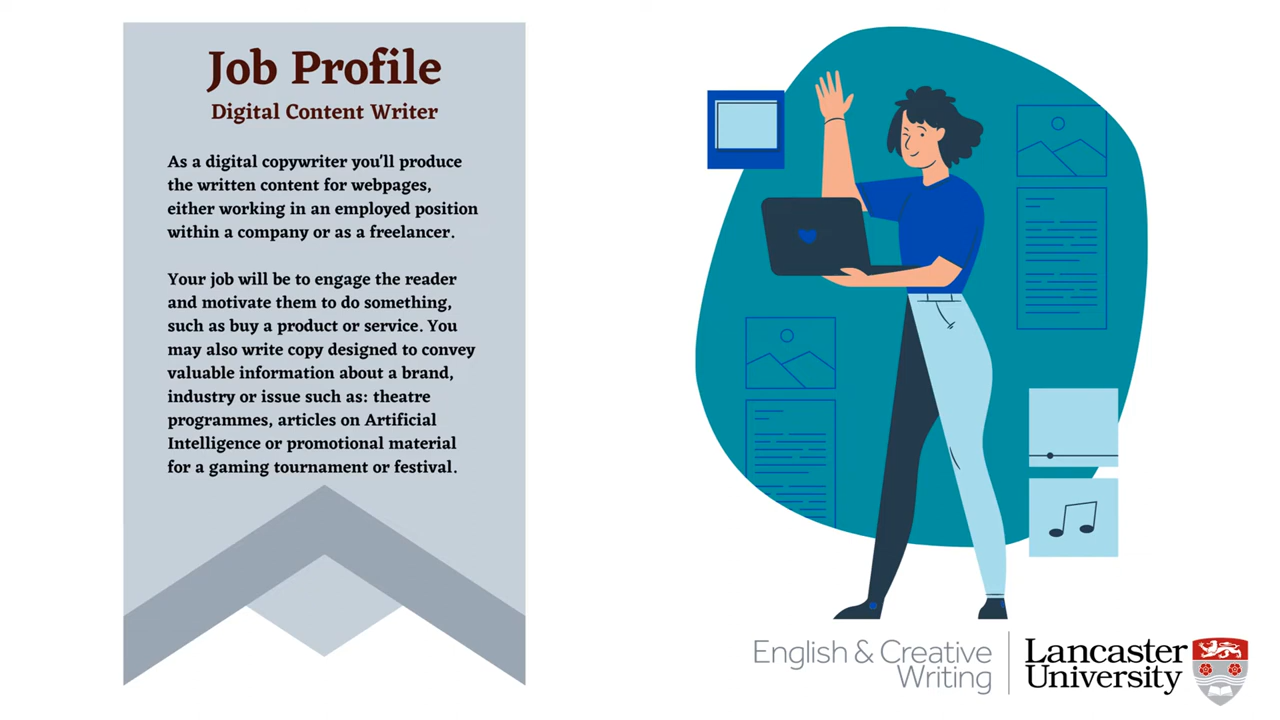 Job Profile
Digital Content Writer
As a digital copywriter you'll produce
the written content for webpages,
either working in an employed position
within a company or as a freelancer.
Your job will be to engage the reader
and motivate them to do something,
such as buy a product or service. You
may also write copy designed to convey
valuable information about a brand,
industry or issue such as: theatre
programmes, articles on Artificial
Intelligence or promotional material
for a gaming tournament or festival.
English & Creative
Writing
Lancaster
University